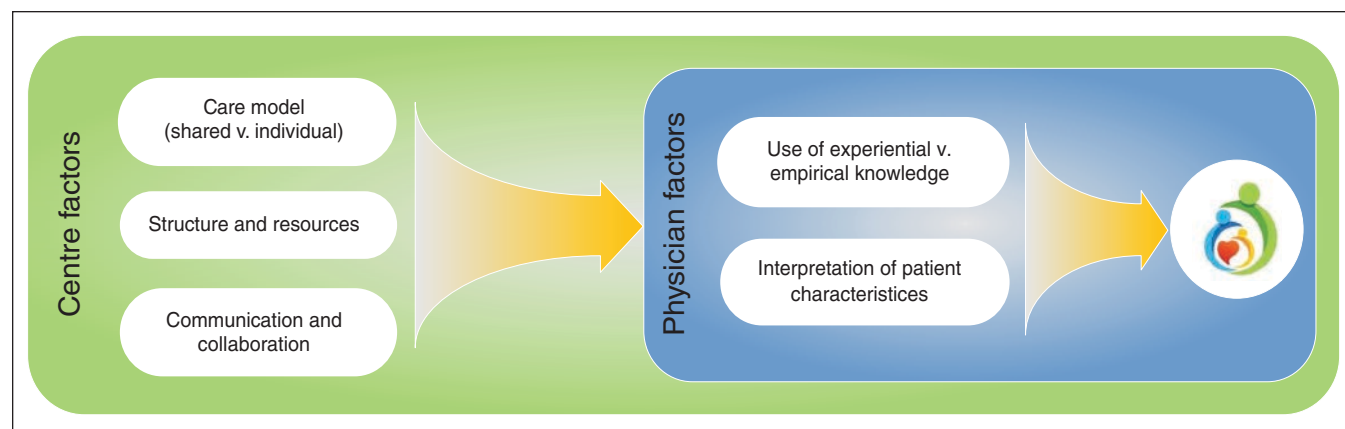 Centre factors
Care model
(shared v. individual)
Structure and resources
Communication and
collaboration
Physician factors
Use of experiential v.
empirical knowledge
Interpretation of patient
characteristices